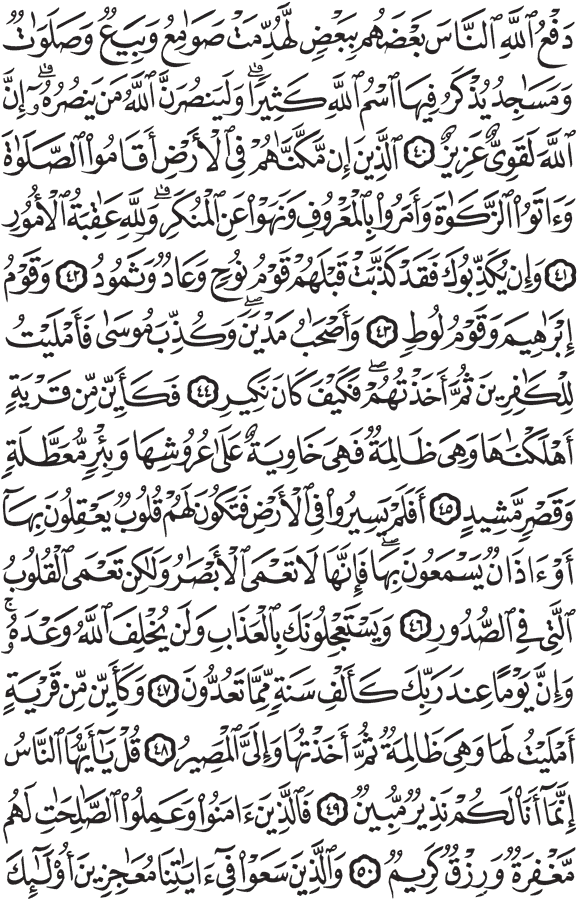 دَفْعُ ٱللَّهِ ٱلنَّاسَ بَعْضَهُم بِبَعْضٍ لَّهُدِّمَتْ صَوَٰمِعُ وَبِيَعٌ وَصَلَوَٰتٌ
وَمَسَٰجِدُ يُذْكَرُ فِيهَا ٱسْمُ ٱللَّهِ كَثِيرًا ۗ وَلَيَنصُرَنَّ ٱللَّهُ مَن يَنصُرُهُۥٓ ۗ إِنَّ
ٱللَّهَ لَقَوِىٌّ عَزِيزٌ ٤٠ ٱلَّذِينَ إِن مَّكَّنَّٰهُمْ فِى ٱلْأَرْضِ أَقَامُوا۟ ٱلصَّلَوٰةَ
وَءَاتَوُا۟ ٱلزَّكَوٰةَ وَأَمَرُوا۟ بِٱلْمَعْرُوفِ وَنَهَوْا۟ عَنِ ٱلْمُنكَرِ ۗ وَلِلَّهِ عَٰقِبَةُ ٱلْأُمُورِ
٤١ وَإِن يُكَذِّبُوكَ فَقَدْ كَذَّبَتْ قَبْلَهُمْ قَوْمُ نُوحٍ وَعَادٌ وَثَمُودُ ٤٢ وَقَوْمُ
إِبْرَٰهِيمَ وَقَوْمُ لُوطٍ ٤٣ وَأَصْحَٰبُ مَدْيَنَ ۖ وَكُذِّبَ مُوسَىٰ فَأَمْلَيْتُ
لِلْكَٰفِرِينَ ثُمَّ أَخَذْتُهُمْ ۖ فَكَيْفَ كَانَ نَكِيرِ ٤٤ فَكَأَيِّن مِّن قَرْيَةٍ
أَهْلَكْنَٰهَا وَهِىَ ظَالِمَةٌ فَهِىَ خَاوِيَةٌ عَلَىٰ عُرُوشِهَا وَبِئْرٍ مُّعَطَّلَةٍ
وَقَصْرٍ مَّشِيدٍ ٤٥ أَفَلَمْ يَسِيرُوا۟ فِى ٱلْأَرْضِ فَتَكُونَ لَهُمْ قُلُوبٌ يَعْقِلُونَ بِهَآ
أَوْ ءَاذَانٌ يَسْمَعُونَ بِهَا ۖ فَإِنَّهَا لَا تَعْمَى ٱلْأَبْصَٰرُ وَلَٰكِن تَعْمَى ٱلْقُلُوبُ
ٱلَّتِى فِى ٱلصُّدُورِ ٤٦ وَيَسْتَعْجِلُونَكَ بِٱلْعَذَابِ وَلَن يُخْلِفَ ٱللَّهُ وَعْدَهُۥ ۚ
وَإِنَّ يَوْمًا عِندَ رَبِّكَ كَأَلْفِ سَنَةٍ مِّمَّا تَعُدُّونَ ٤٧ وَكَأَيِّن مِّن قَرْيَةٍ
أَمْلَيْتُ لَهَا وَهِىَ ظَالِمَةٌ ثُمَّ أَخَذْتُهَا وَإِلَىَّ ٱلْمَصِيرُ ٤٨ قُلْ يَٰٓأَيُّهَا ٱلنَّاسُ
إِنَّمَآ أَنَا۠ لَكُمْ نَذِيرٌ مُّبِينٌ ٤٩ فَٱلَّذِينَ ءَامَنُوا۟ وَعَمِلُوا۟ ٱلصَّٰلِحَٰتِ لَهُم
مَّغْفِرَةٌ وَرِزْقٌ كَرِيمٌ ٥٠ وَٱلَّذِينَ سَعَوْا۟ فِىٓ ءَايَٰتِنَا مُعَٰجِزِينَ أُو۟لَٰٓئِكَ